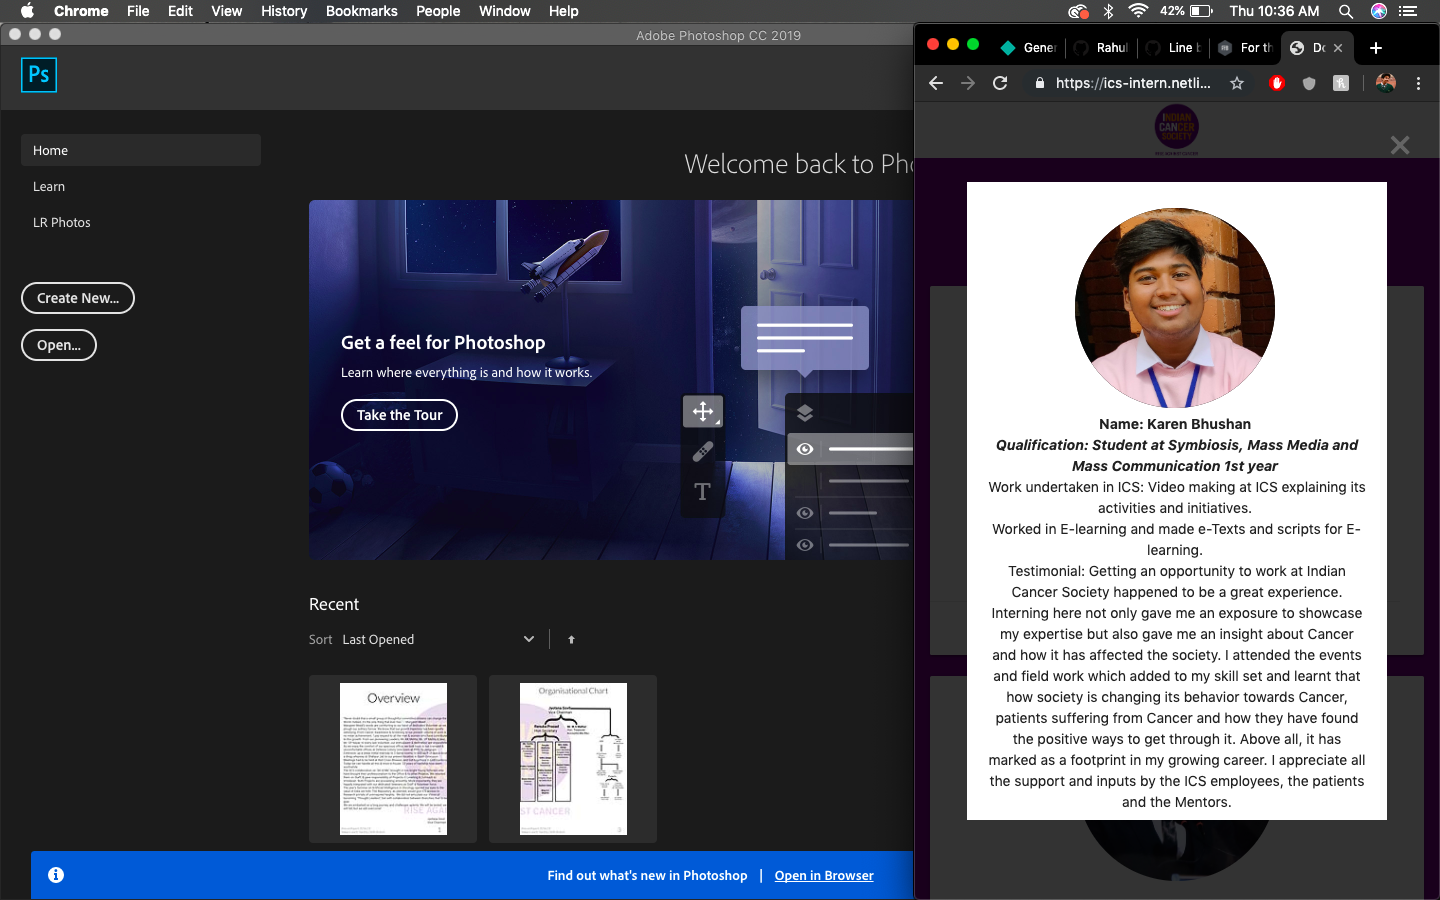 Chrome File Edit View History Bookmarks People Window Help
42% Thu 10:36 AM
Adobe Photoshop CC 2019
Ps
Home
Learn
LR Photos
Create New...
Open...
Welcome back to Pho
Get a feel for Photoshop
Learn where everything is and how it works.
Take the Tour
T
Recent
Sort Last Opened
Overview
RISE AGA
Organisational Chart
ST CANCER
Find out what's new in Photoshop | Open in Browser
Gener
Rahul
Line b
For th
Do
https://ics-intern.netli...
INDIAN
CANCER
SOCIETY
Name: Karen Bhushan
Qualification: Student at Symbiosis, Mass Media and
Mass Communication 1st year
Work undertaken in ICS: Video making at ICS explaining its
activities and initiatives.
Worked in E-learning and made e-Texts and scripts for E-
learning.
Testimonial: Getting an opportunity to work at Indian
Cancer Society happened to be a great experience.
Interning here not only gave me an exposure to showcase
my expertise but also gave me an insight about Cancer
and how it has affected the society. I attended the events
and field work which added to my skill set and learnt that
how society is changing its behavior towards Cancer,
patients suffering from Cancer and how they have found
the positive ways to get through it. Above all, it has
marked as a footprint in my growing career. I appreciate all
the support and inputs by the ICS employees, the patients
and the Mentors.